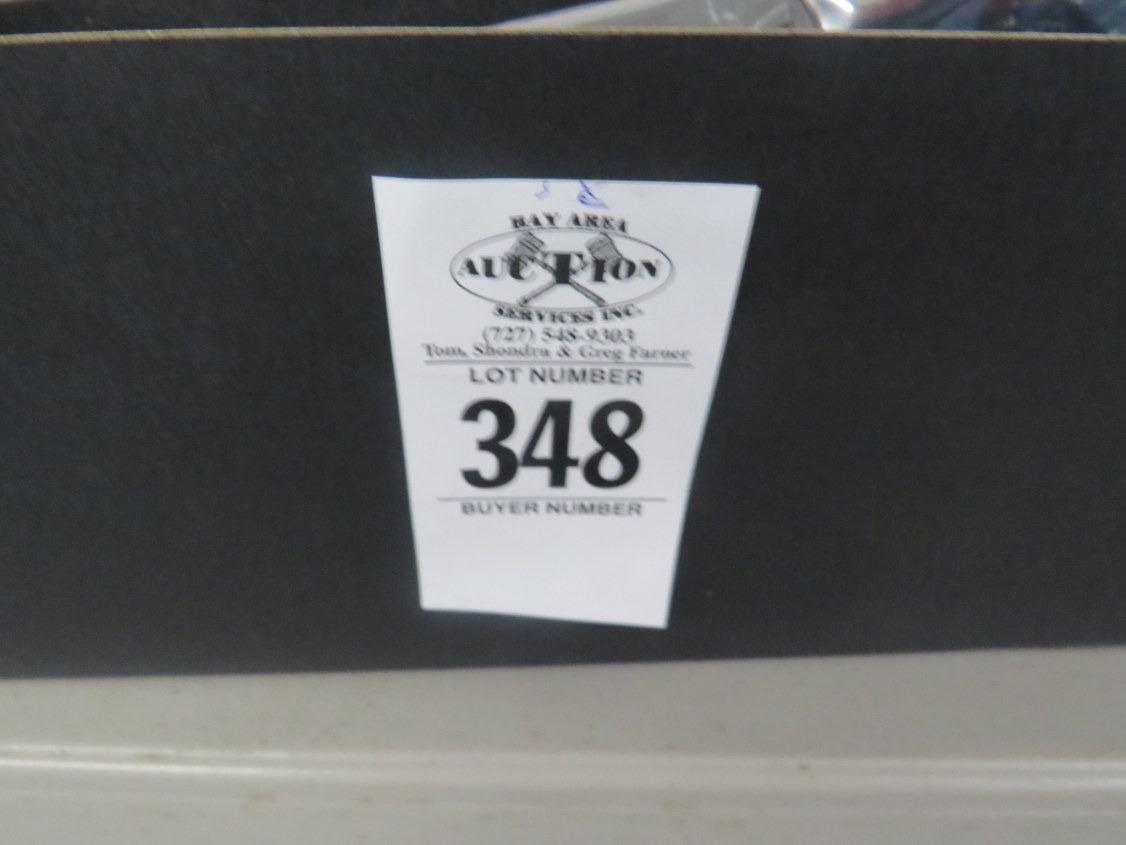 BAY AREA
AUCTION
SERVICES INC.
(727) 548-9303
Tom, Shondra & Greg Farner
LOT NUMBER
348
BUYER NUMBER